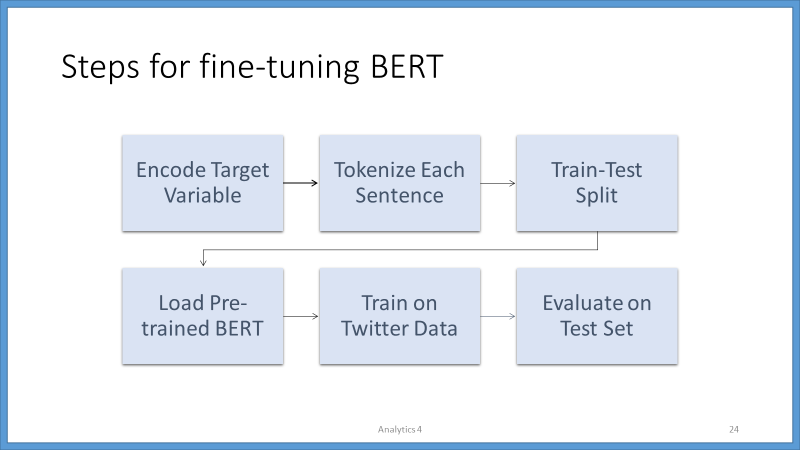 Steps for fine-tuning BERT
Encode Target
Variable
Tokenize Each
Sentence
Train-Test
Split
Load Pre-
trained BERT
Train on
Twitter Data
Evaluate on
Test Set
Analytics 4
24